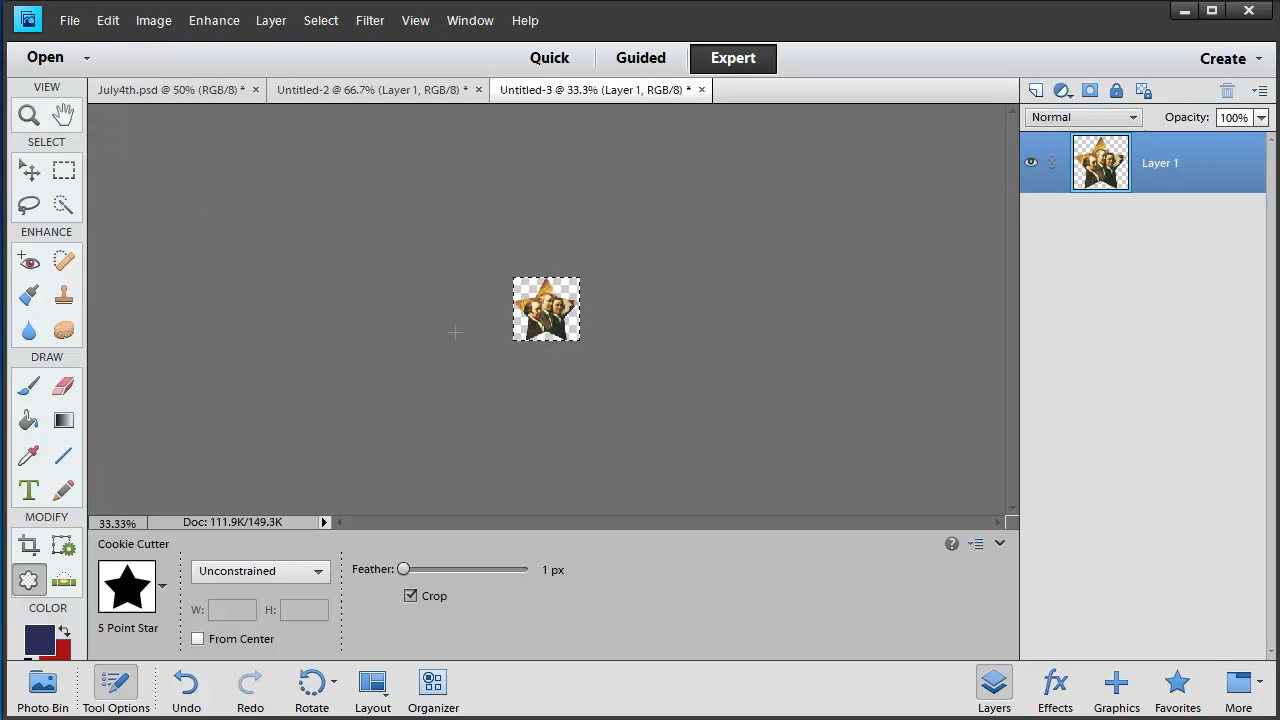 File Edit Image Enhance Layer Select Filter View Window Help
Open Quick Guided Expert Create
VIEW
July4th.psd @ 50% (RGB/8) * × Untitled-2 @ 66.7% (Layer 1, RGB/8) * × Untitled-3 @ 33.3% (Layer 1, RGB/8) * ×
Normal Opacity: 100%
SELECT
Layer 1
ENHANCE
DRAW
T
MODIFY
33.33% Doc: 111.9K/149.3K
Cookie Cutter
Unconstrained Feather: 1 px
Crop
W: H:
5 Point Star
From Center
COLOR
Photo Bin Tool Options Undo Redo Rotate Layout Organizer Layers fx Effects Graphics Favorites More